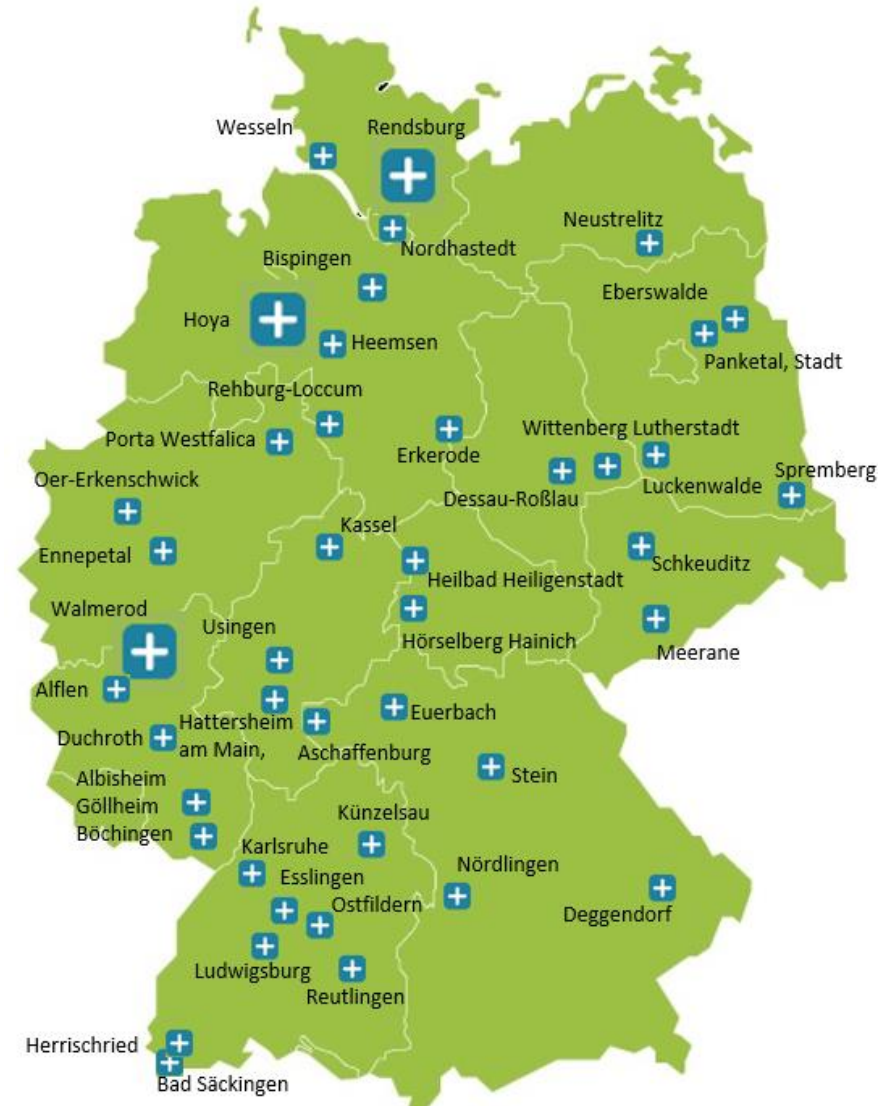 Wesseln
Rendsburg
Neustrelitz
Nordhastedt
Bispingen
Eberswalde
Hoya
Heemsen
Panketal, Stadt
Rehburg-Loccum
Porta Westfalica
Wittenberg Lutherstadt
Erkerode
Oer-Erkenschwick
Spremberg
Luckenwalde
Dessau-Roßlau
Kassel
Ennepetal
Schkeuditz
Heilbad Heiligenstadt
Walmerod
Usingen
Hörselberg Hainich
Meerane
Alflen
Euerbach
Hattersheim
am Main,
Duchroth
Aschaffenburg
Stein
Albisheim
Göllheim
Böchingen
Künzelsau
Karlsruhe
Nördlingen
Esslingen
Ostfildern
Deggendorf
Ludwigsburg
Reutlingen
Herrischried
Bad Säckingen